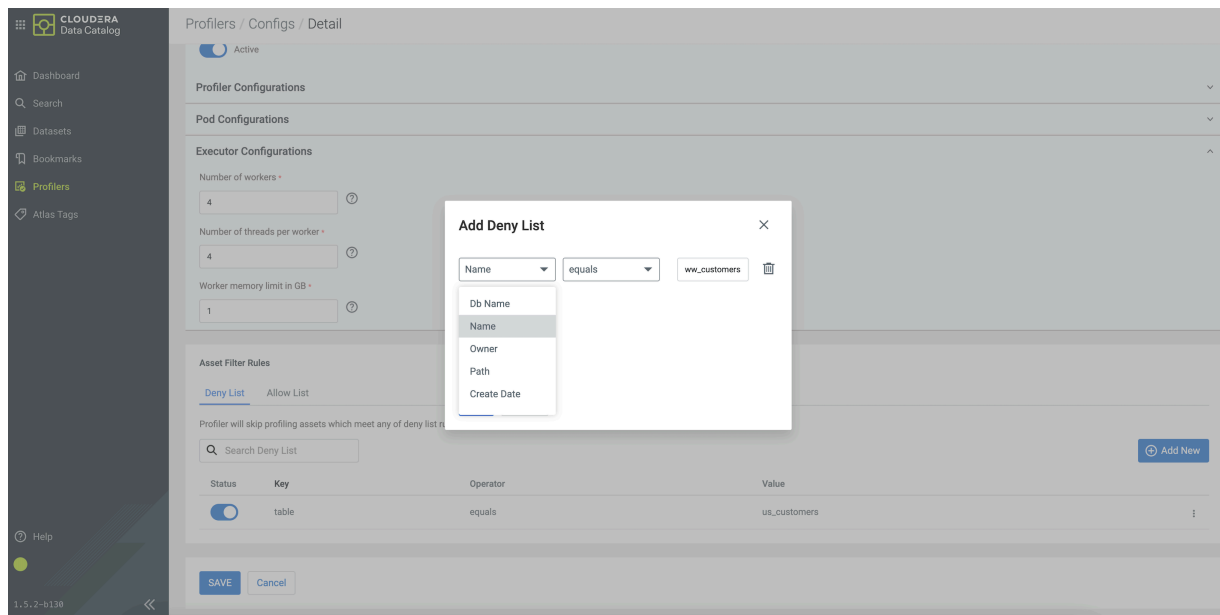 CLOUDERA
Data Catalog
Dashboard
Search
Datasets
Bookmarks
Profilers
Atlas Tags
Help
1.5.2-b130
Profilers / Configs / Detail
Active
Profiler Configurations
Pod Configurations
Executor Configurations
Number of workers *
4
Number of threads per worker *
4
Worker memory limit in GB *
1
Add Deny List
Name equals ww_customers
Db Name
Name
Owner
Path
Create Date
Asset Filter Rules
Deny List Allow List
Profiler will skip profiling assets which meet any of deny list
Search Deny List
Add New
Status Key Operator Value
table equals us_customers
SAVE Cancel